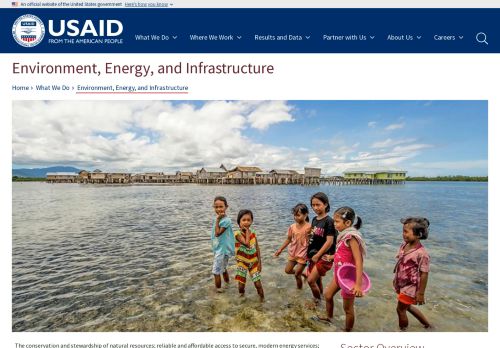 An official website of the United States government Here's how you know
USAID
FROM THE AMERICAN PEOPLE
What We Do Where We Work Results and Data Partner with Us About Us Careers
Environment, Energy, and Infrastructure
Home What We Do Environment, Energy, and Infrastructure
The conservation and stewardship of natural resources; reliable and affordable access to secure, modern energy services;
Sector Overview